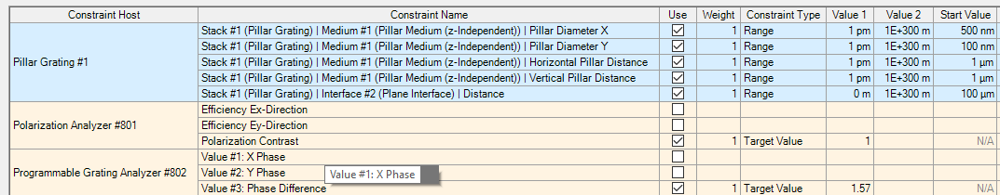 Constraint Host Constraint Name Use Weight Constraint Type Value 1 Value 2 Start Value
Pillar Grating #1
Stack #1 (Pillar Grating) | Medium #1 (Pillar Medium (z-Independent)) | Pillar Diameter X 1 Range 1 pm 1E+300 m 500 nm
Stack #1 (Pillar Grating) | Medium #1 (Pillar Medium (z-Independent)) | Pillar Diameter Y 1 Range 1 pm 1E+300 m 100 nm
Stack #1 (Pillar Grating) | Medium #1 (Pillar Medium (z-Independent)) | Horizontal Pillar Distance 1 Range 1 pm 1E+300 m 1 µm
Stack #1 (Pillar Grating) | Medium #1 (Pillar Medium (z-Independent)) | Vertical Pillar Distance 1 Range 1 pm 1E+300 m 1 µm
Stack #1 (Pillar Grating) | Interface #2 (Plane Interface) | Distance 1 Range 0 m 1E+300 m 100 µm
Polarization Analyzer #801
Efficiency Ex-Direction
Efficiency Ey-Direction
Polarization Contrast 1 Target Value 1 N/A
Programmable Grating Analyzer #802
Value #1: X Phase
Value #2: Y Phase
Value #1: X Phase
Value #3: Phase Difference 1 Target Value 1.57 N/A